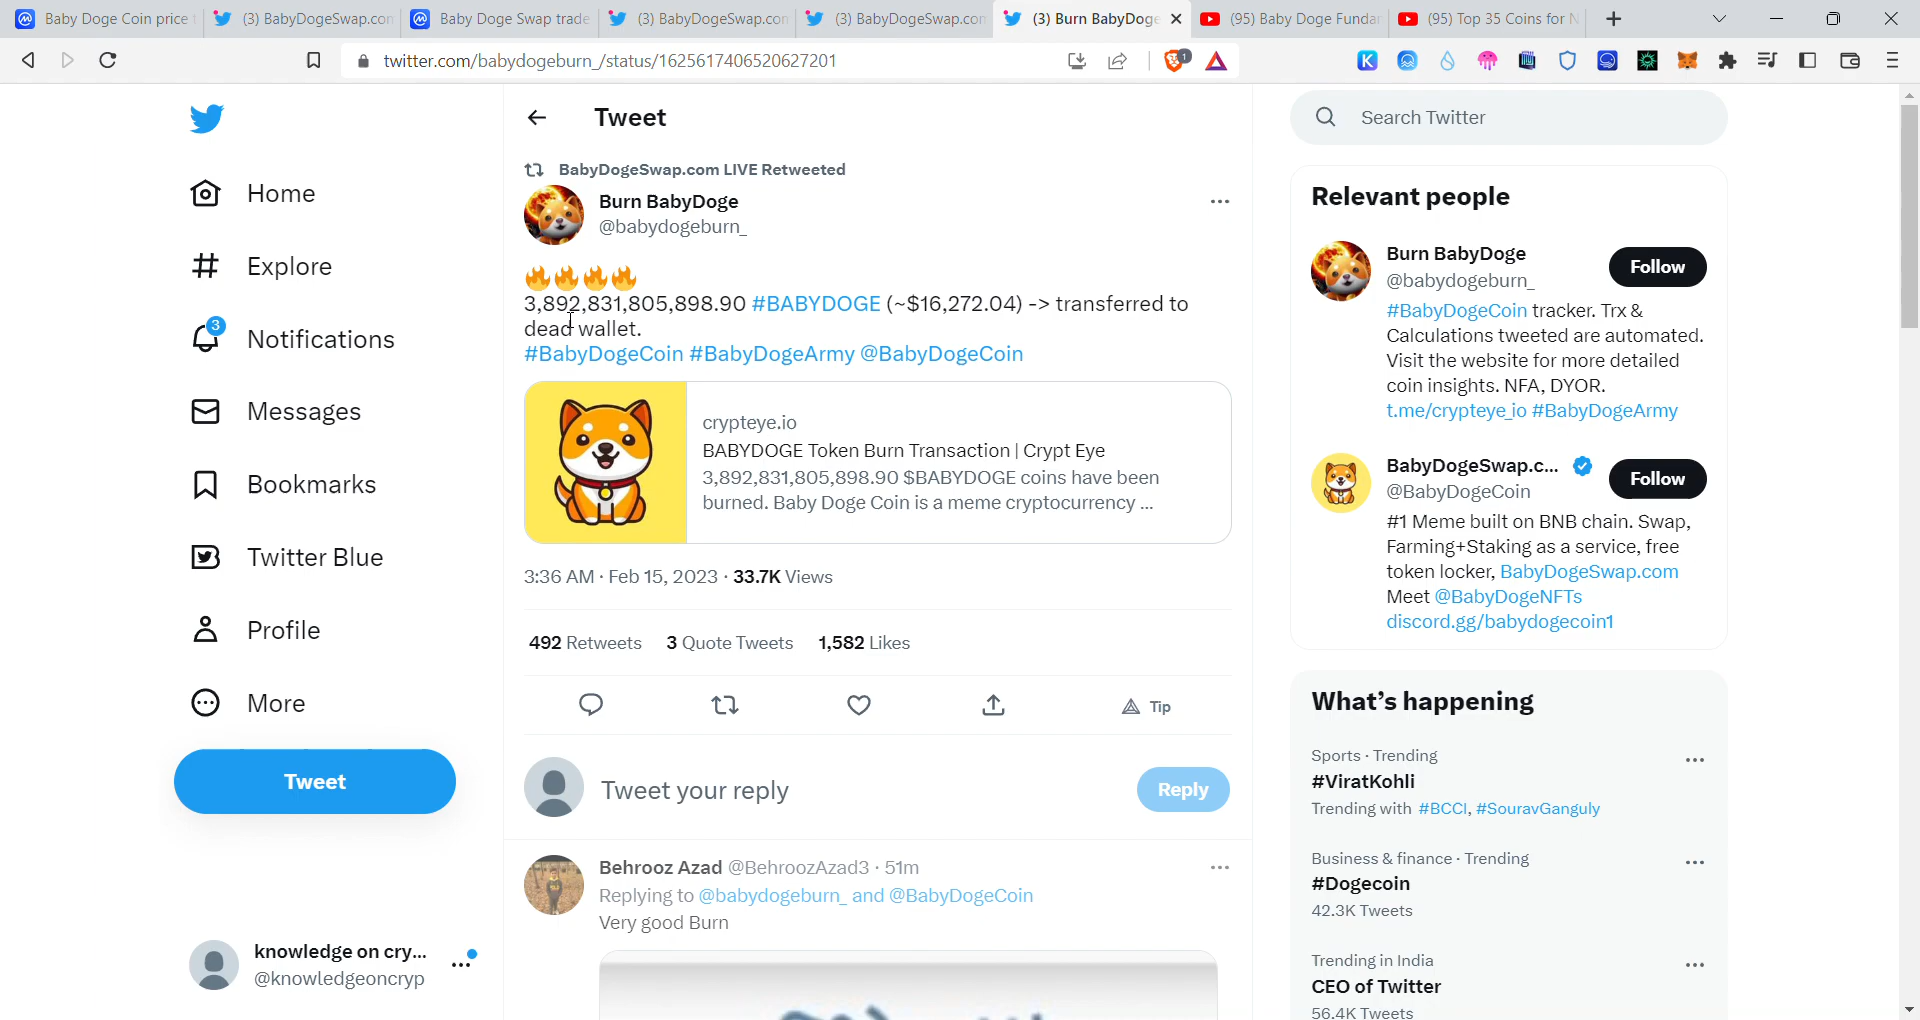 Baby Doge Coin price
(3) BabyDogeSwap.con
Baby Doge Swap trade
(3) BabyDogeSwap.con
(3) BabyDogeSwap.con
(3) Burn BabyDoge
(95) Baby Doge Fundar
(95) Top 35 Coins for N
twitter.com/babydogeburn_/status/1625617406520627201
1
Home
Explore
3
Notifications
Messages
Bookmarks
Twitter Blue
Profile
More
Tweet
knowledge on cry...
@knowledgeoncryp
Tweet
BabyDogeSwap.com LIVE Retweeted
Burn BabyDoge
@babydogeburn_
🔥🔥🔥🔥
3,892,831,805,898.90 #BABYDOGE (~$16,272.04) -> transferred to
dead wallet.
#BabyDogeCoin #BabyDogeArmy @BabyDogeCoin
crypteye.io
BABYDOGE Token Burn Transaction | Crypt Eye
3,892,831,805,898.90 $BABYDOGE coins have been
burned. Baby Doge Coin is a meme cryptocurrency ...
3:36 AM · Feb 15, 2023 · 33.7K Views
492 Retweets 3 Quote Tweets 1,582 Likes
Tip
Tweet your reply
Reply
Behrooz Azad @BehroozAzad3 · 51m
Replying to @babydogeburn_ and @BabyDogeCoin
Very good Burn
Search Twitter
Relevant people
Burn BabyDoge
@babydogeburn_
Follow
#BabyDogeCoin tracker. Trx &
Calculations tweeted are automated.
Visit the website for more detailed
coin insights. NFA, DYOR.
t.me/crypteye_io #BabyDogeArmy
BabyDogeSwap.c...
@BabyDogeCoin
Follow
#1 Meme built on BNB chain. Swap,
Farming+Staking as a service, free
token locker, BabyDogeSwap.com
Meet @BabyDogeNFTs
discord.gg/babydogecoin1
What's happening
Sports · Trending
#ViratKohli
Trending with #BCCI, #SouravGanguly
Business & finance · Trending
#Dogecoin
42.3K Tweets
Trending in India
CEO of Twitter
56.4K Tweets